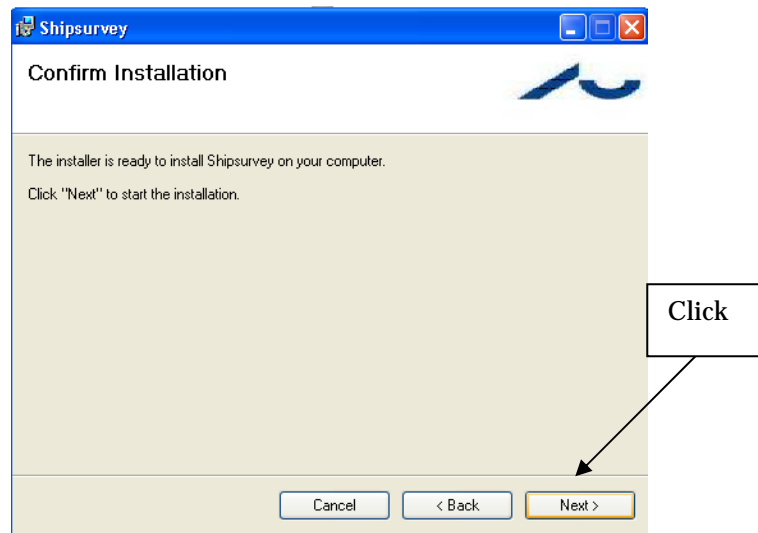 Shipsurvey
Confirm Installation
The installer is ready to install Shipsurvey on your computer.
Click "Next" to start the installation.
Click
Cancel
< Back
Next >